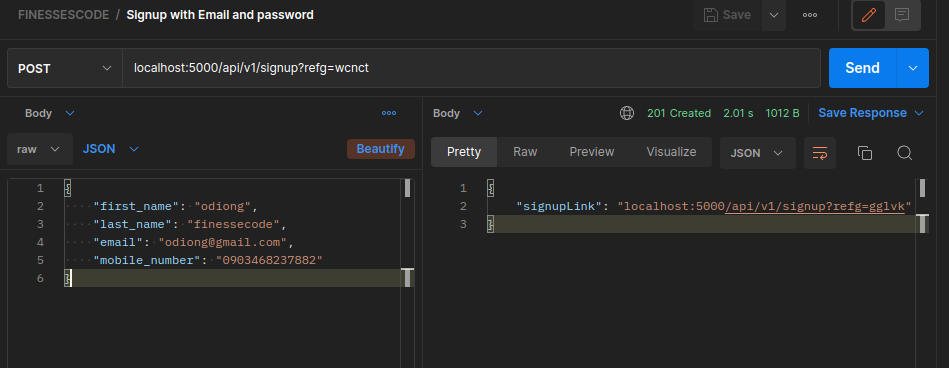 FINESSESCODE / Signup with Email and password
Save
POST localhost:5000/api/v1/signup?refg=wcnct Send
Body
raw JSON Beautify
1 {
2 "first_name": "odiong",
3 "last_name": "finessecode",
4 "email": "odiong@gmail.com",
5 "mobile_number": "0903468237882"
6 }
Body 201 Created 2.01 s 1012 B Save Response
Pretty Raw Preview Visualize JSON
1 {
2 "signupLink": "localhost:5000/api/v1/signup?refg=gglvk"
3 }